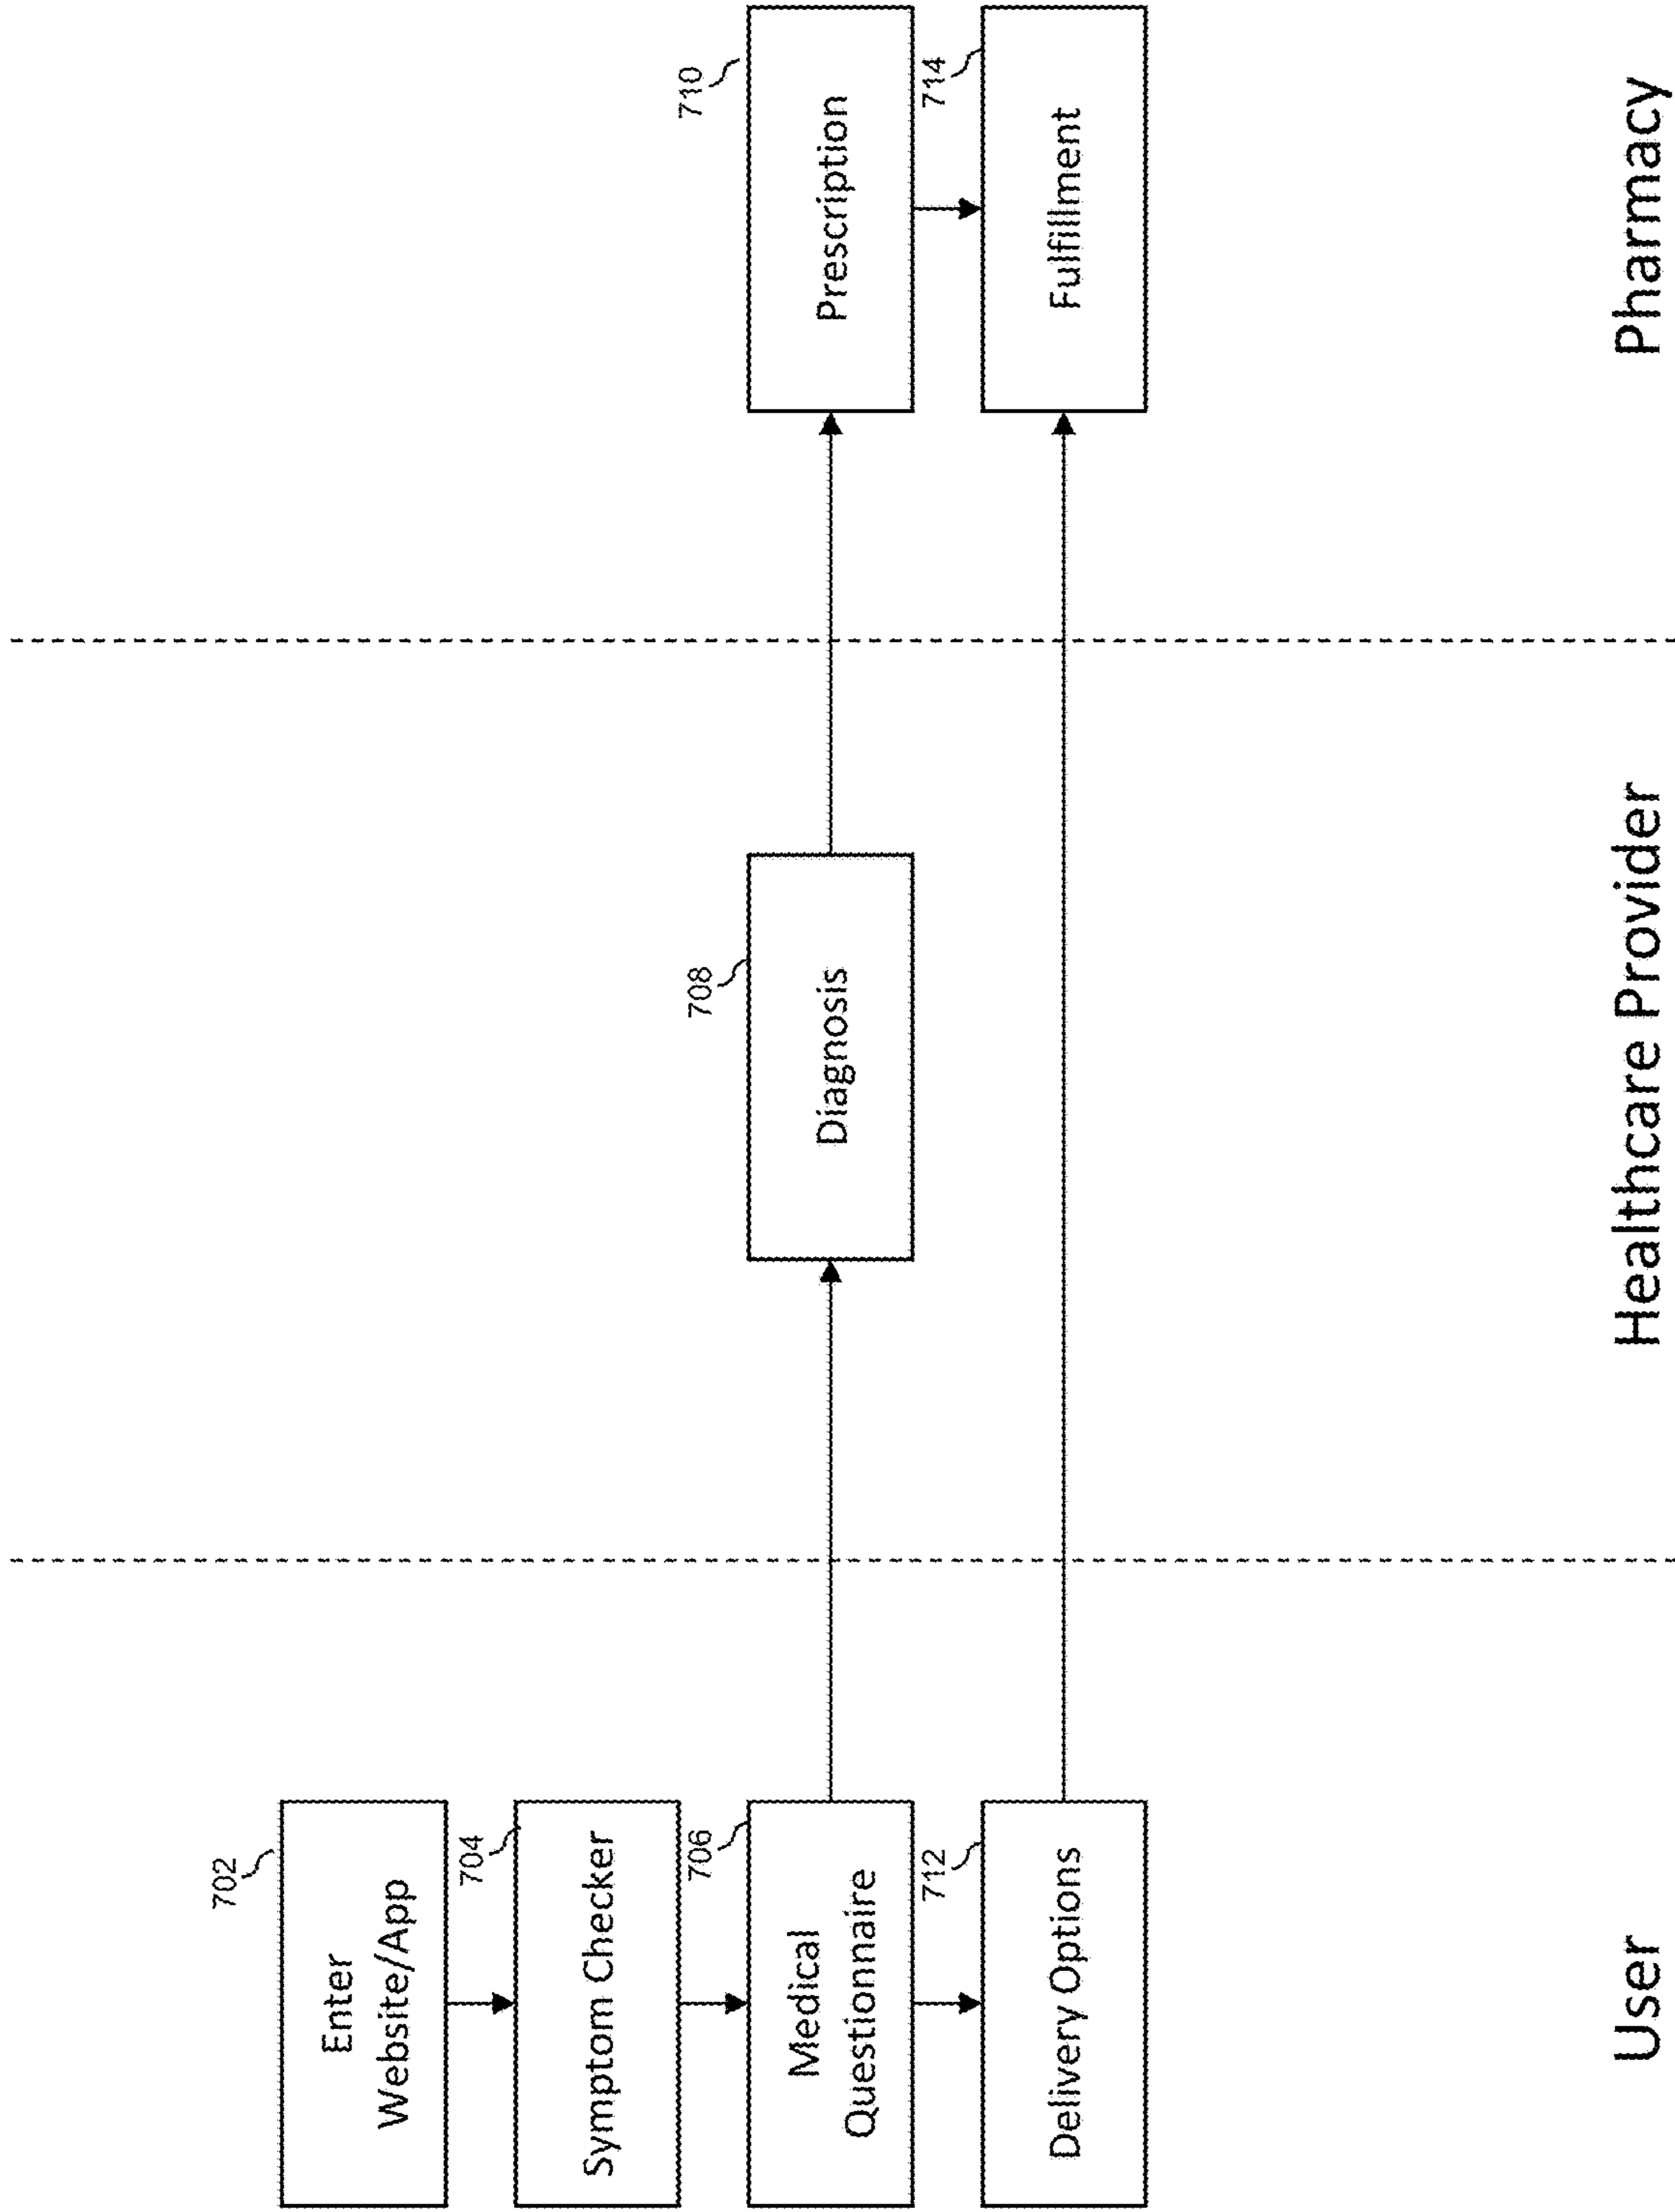 702
Enter
Website/App
704
Symptom Checker
706
Medical
Questionnaire
708
Diagnosis
710
Prescription
712
Delivery Options
714
Fulfillment
User
Healthcare Provider
Pharmacy